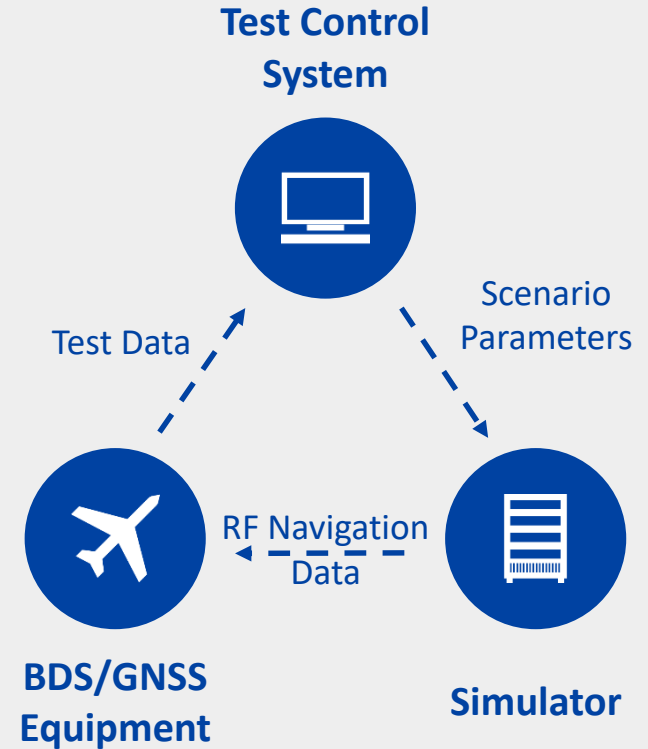 Test Control
System
Scenario
Parameters
Test Data
RF Navigation
Data
BDS/GNSS
Equipment
Simulator